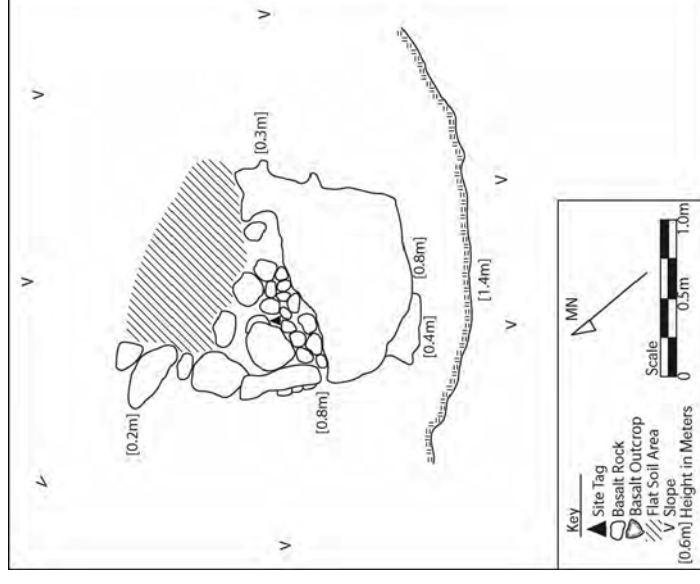 V
V
V
V
[0.3m]
[0.2m]
[0.8m]
[0.8m]
[0.4m]
[1.4m]
V
V
V
Key
Site Tag
Basalt Rock
Basalt Outcrop
Flat Soil Area
V Slope
[0.6m] Height in Meters
MN
Scale
0
0.5m
1.0m